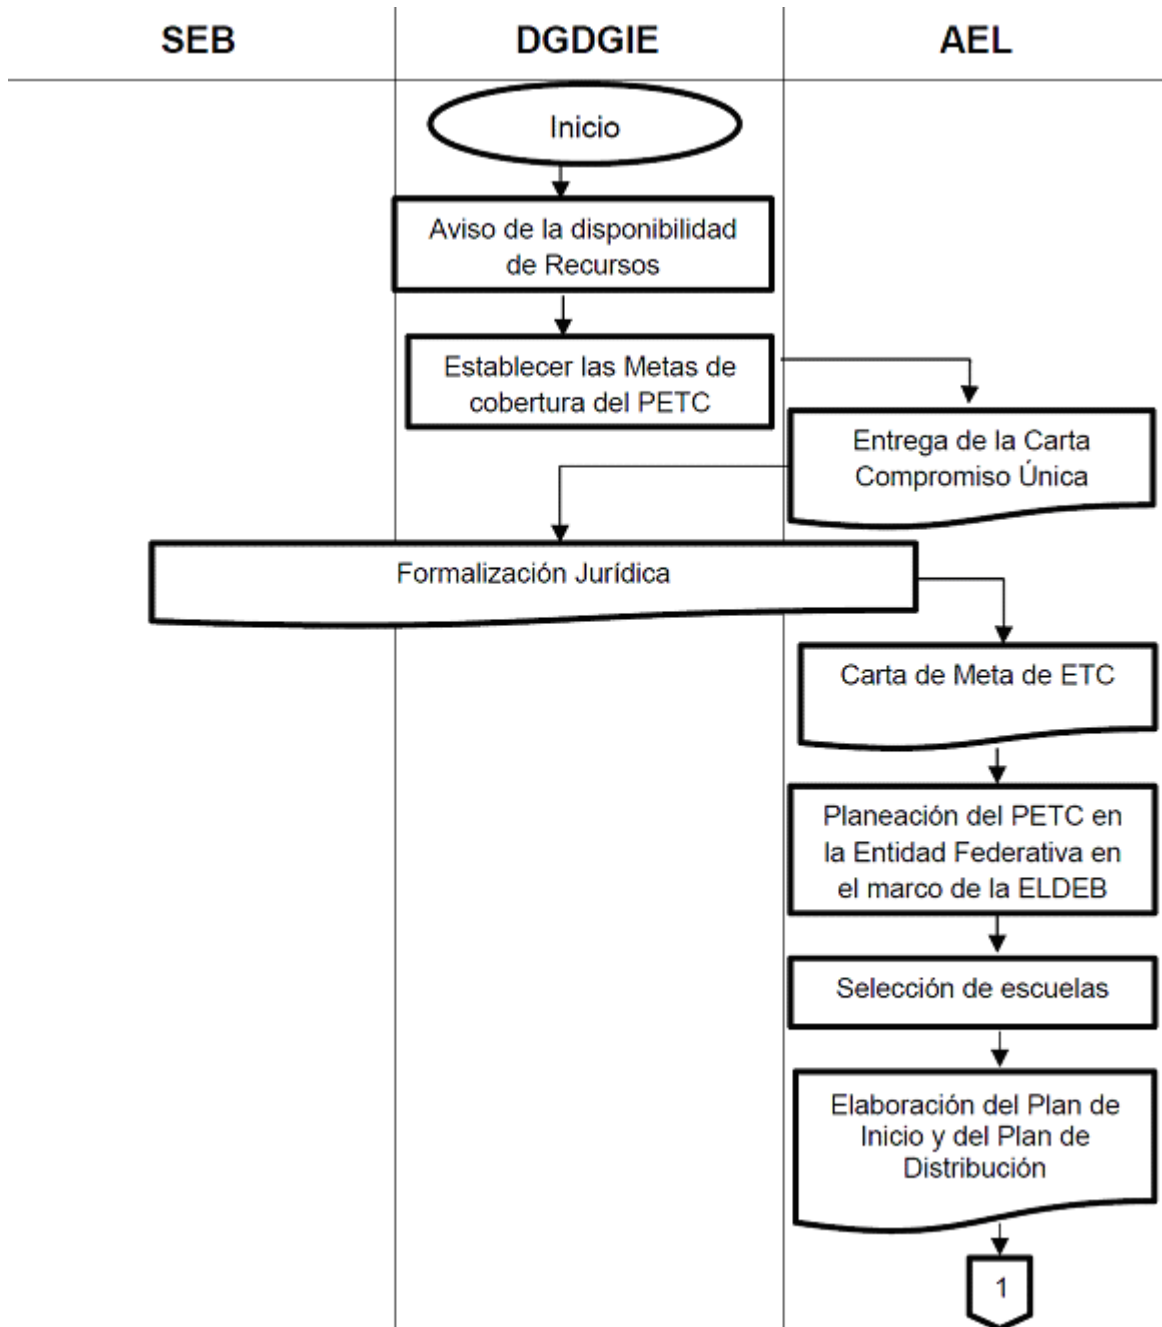 SEB
DGDGIE
AEL
Inicio
Aviso de la disponibilidad
de Recursos
Establecer las Metas de
cobertura del PETC
Entrega de la Carta
Compromiso Única
Formalización Jurídica
Carta de Meta de ETC
Planeación del PETC en
la Entidad Federativa en
el marco de la ELDEB
Selección de escuelas
Elaboración del Plan de
Inicio y del Plan de
Distribución
1